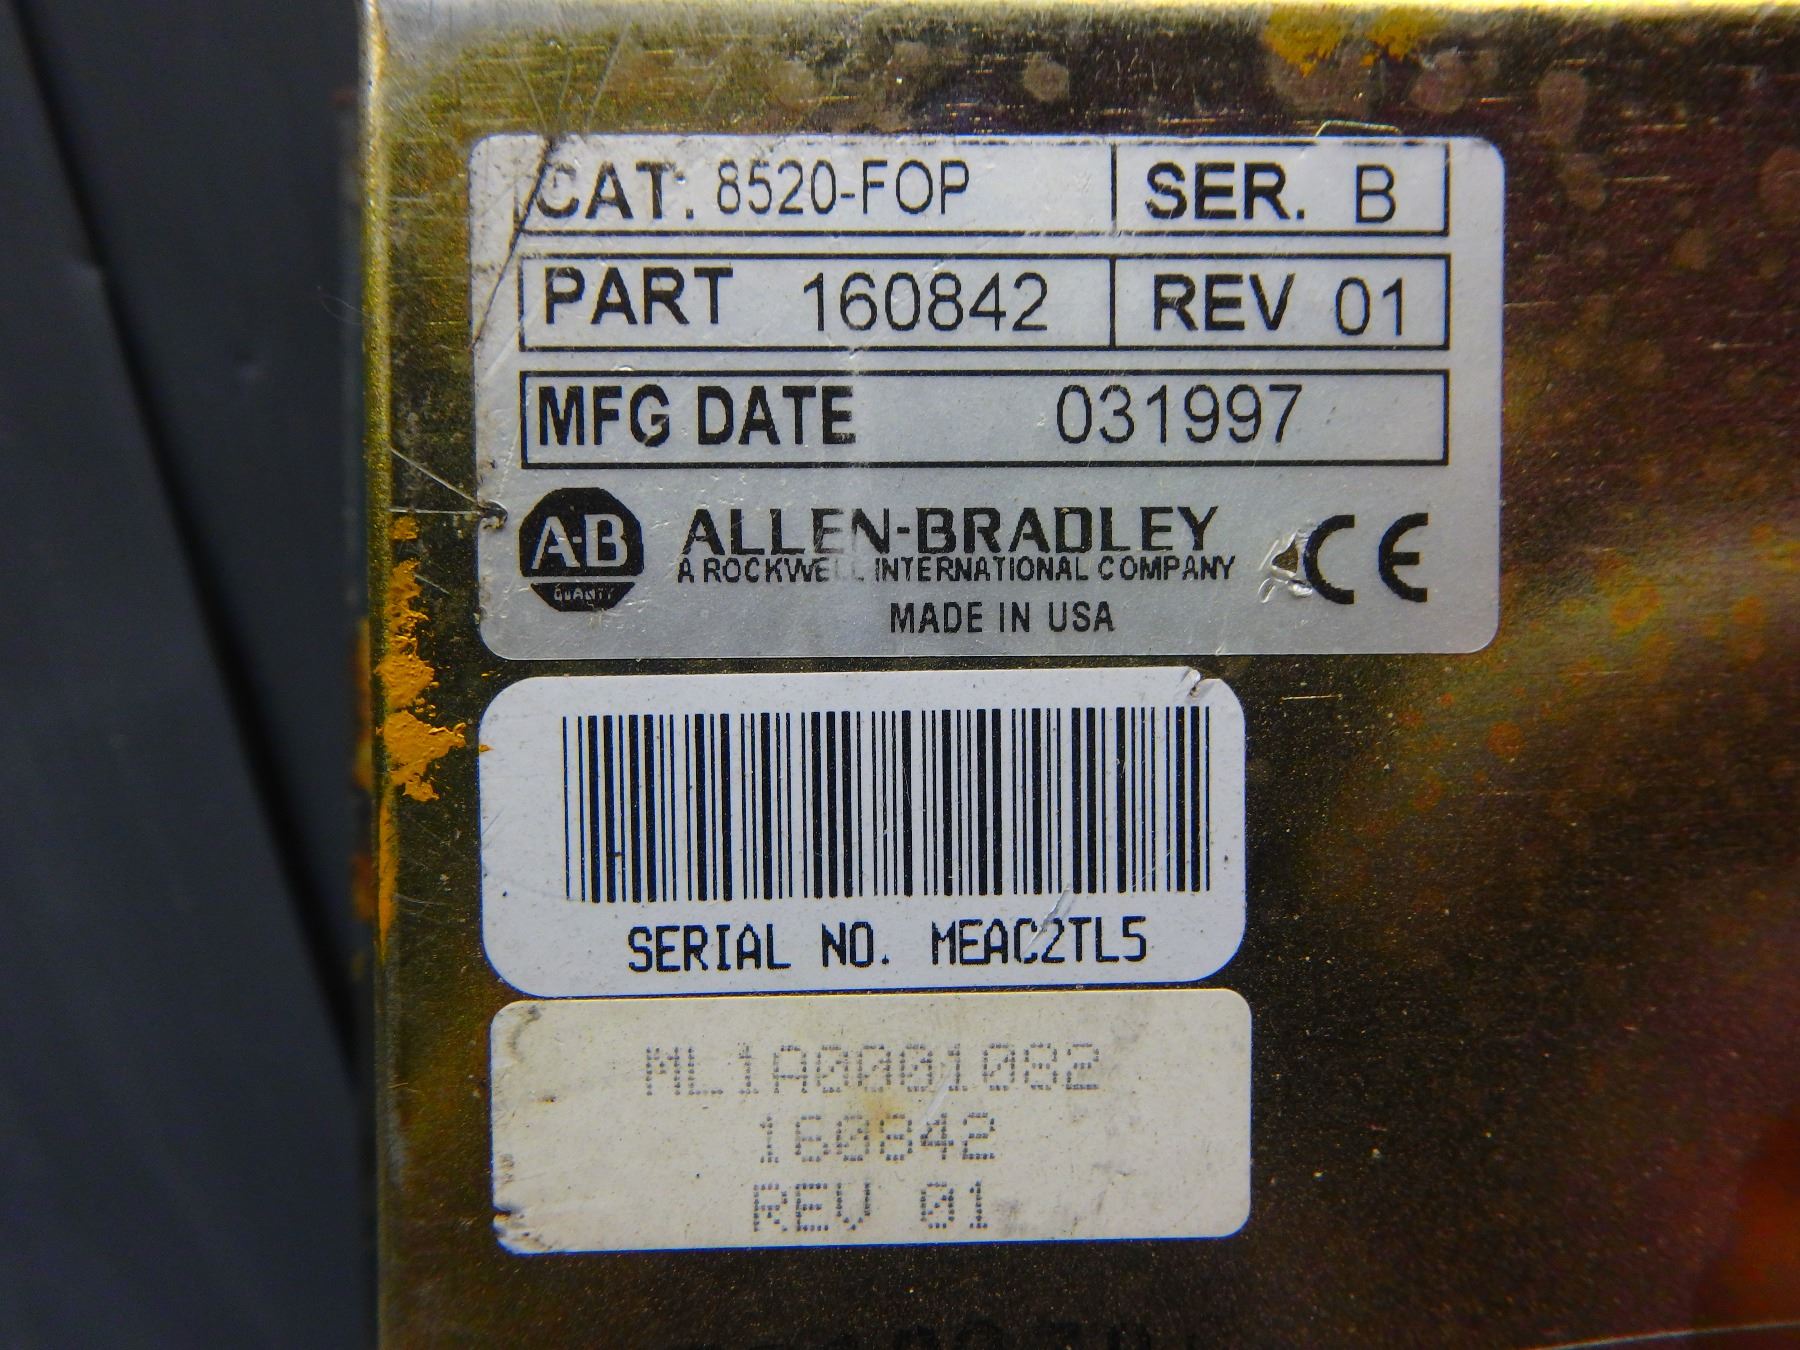 CAT. 8520-FOP SER. B
PART 160842 REV 01
MFG DATE 031997
A-B QUALITY
ALLEN-BRADLEY
A ROCKWELL INTERNATIONAL COMPANY
MADE IN USA
CE
SERIAL NO. MEAC2TL5
ML1A0001082
160842
REV 01